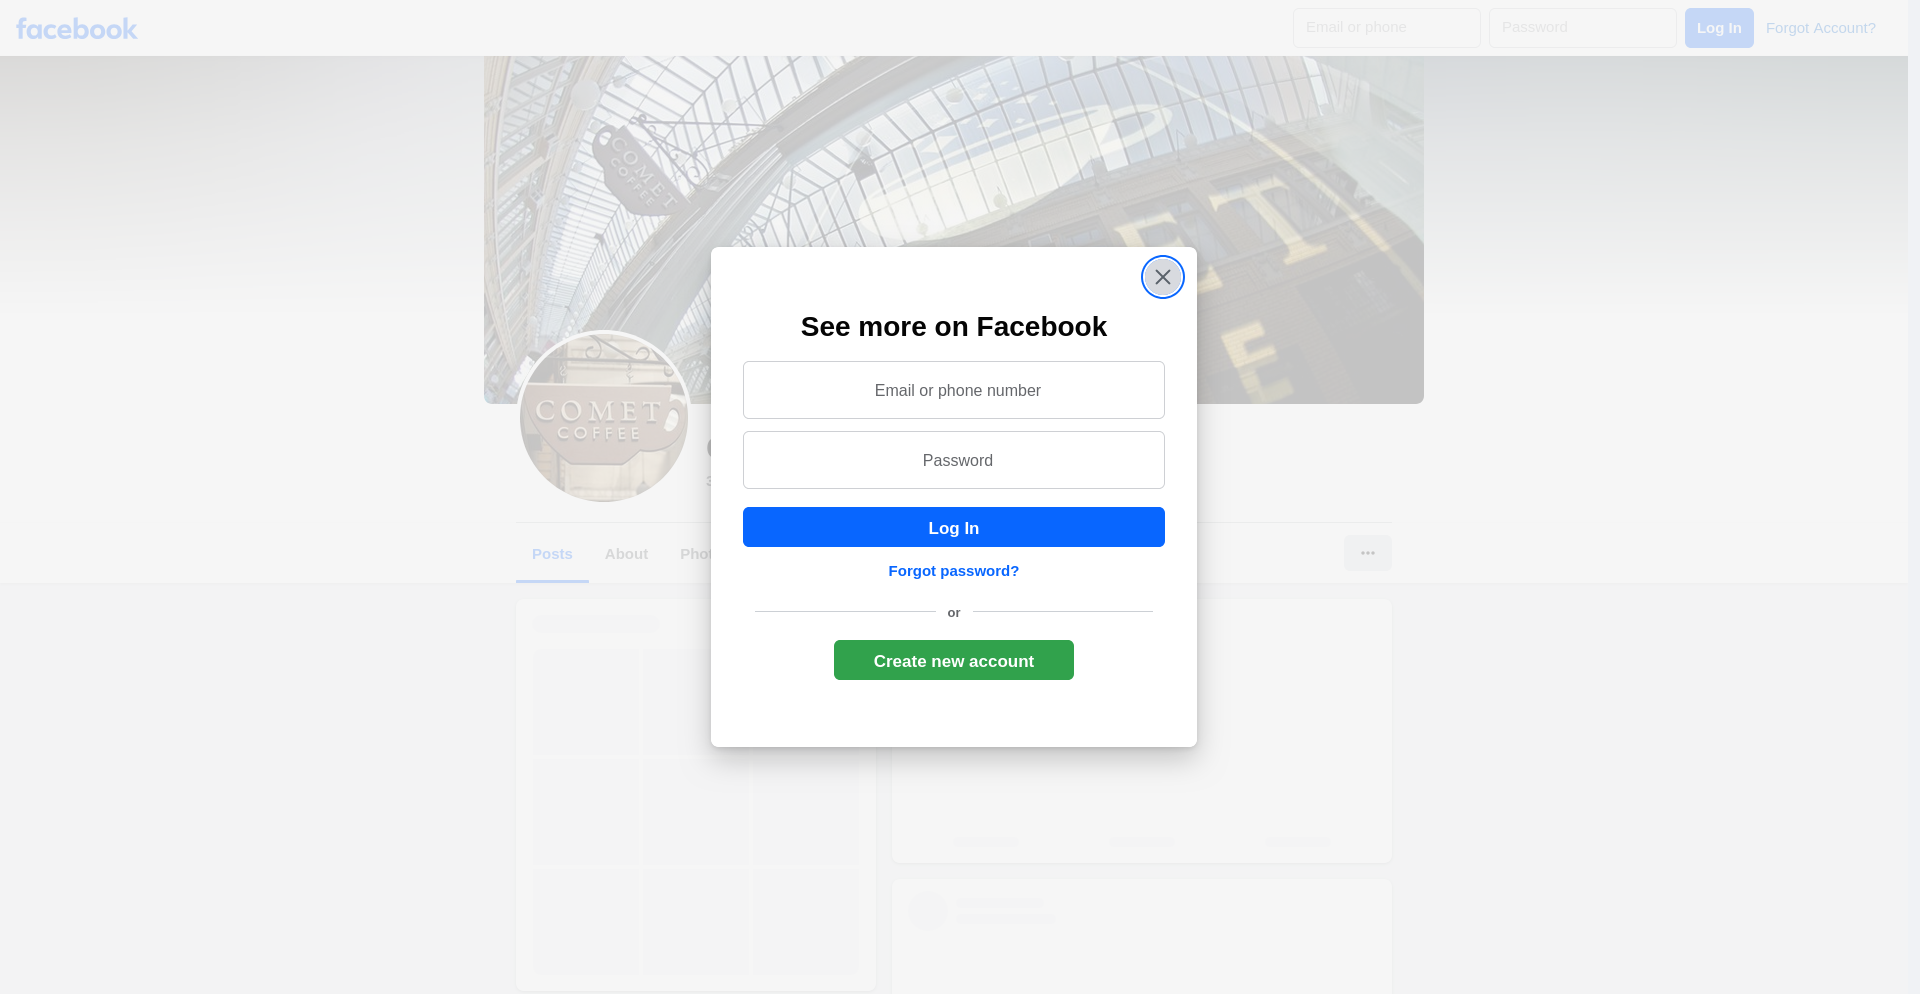 facebook
Email or phone
Password
Log In
Forgot Account?
COMET
COFFEE
ET
E
See more on Facebook
Email or phone number
Password
Log In
Forgot password?
or
Create new account
COMET
COFFEE
Posts
About
Phot